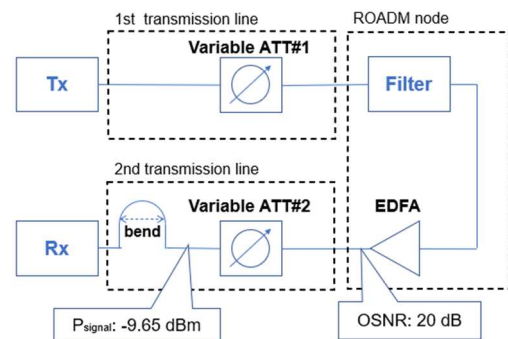 1st transmission line
ROADM node
Variable ATT#1
Tx
Filter
2nd transmission line
Variable ATT#2
EDFA
Rx
bend
Psignal: -9.65 dBm
OSNR: 20 dB